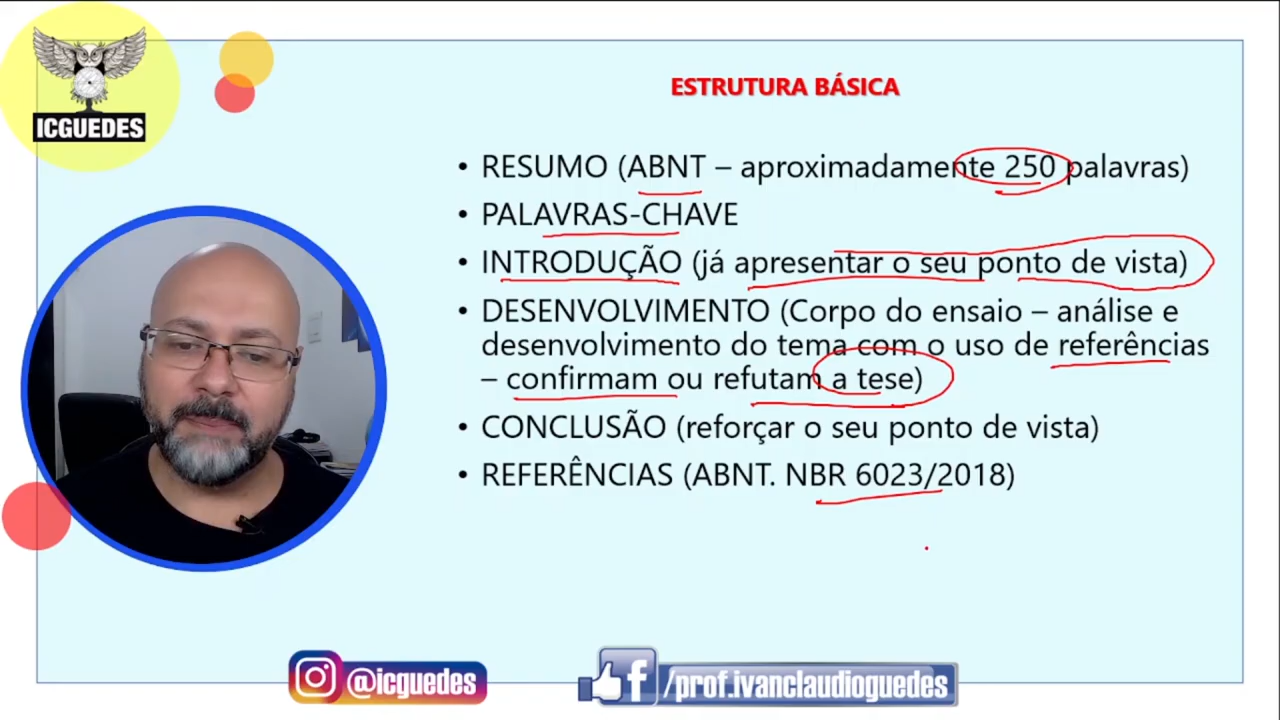 ICGUEDES
ESTRUTURA BÁSICA
• RESUMO (ABNT – aproximadamente 250 palavras)
• PALAVRAS-CHAVE
• INTRODUÇÃO (já apresentar o seu ponto de vista)
• DESENVOLVIMENTO (Corpo do ensaio – análise e
desenvolvimento do tema com o uso de referências
– confirmam ou refutam a tese)
• CONCLUSÃO (reforçar o seu ponto de vista)
• REFERÊNCIAS (ABNT. NBR 6023/2018)
@icguedes
f /prof.ivanclaudioguedes